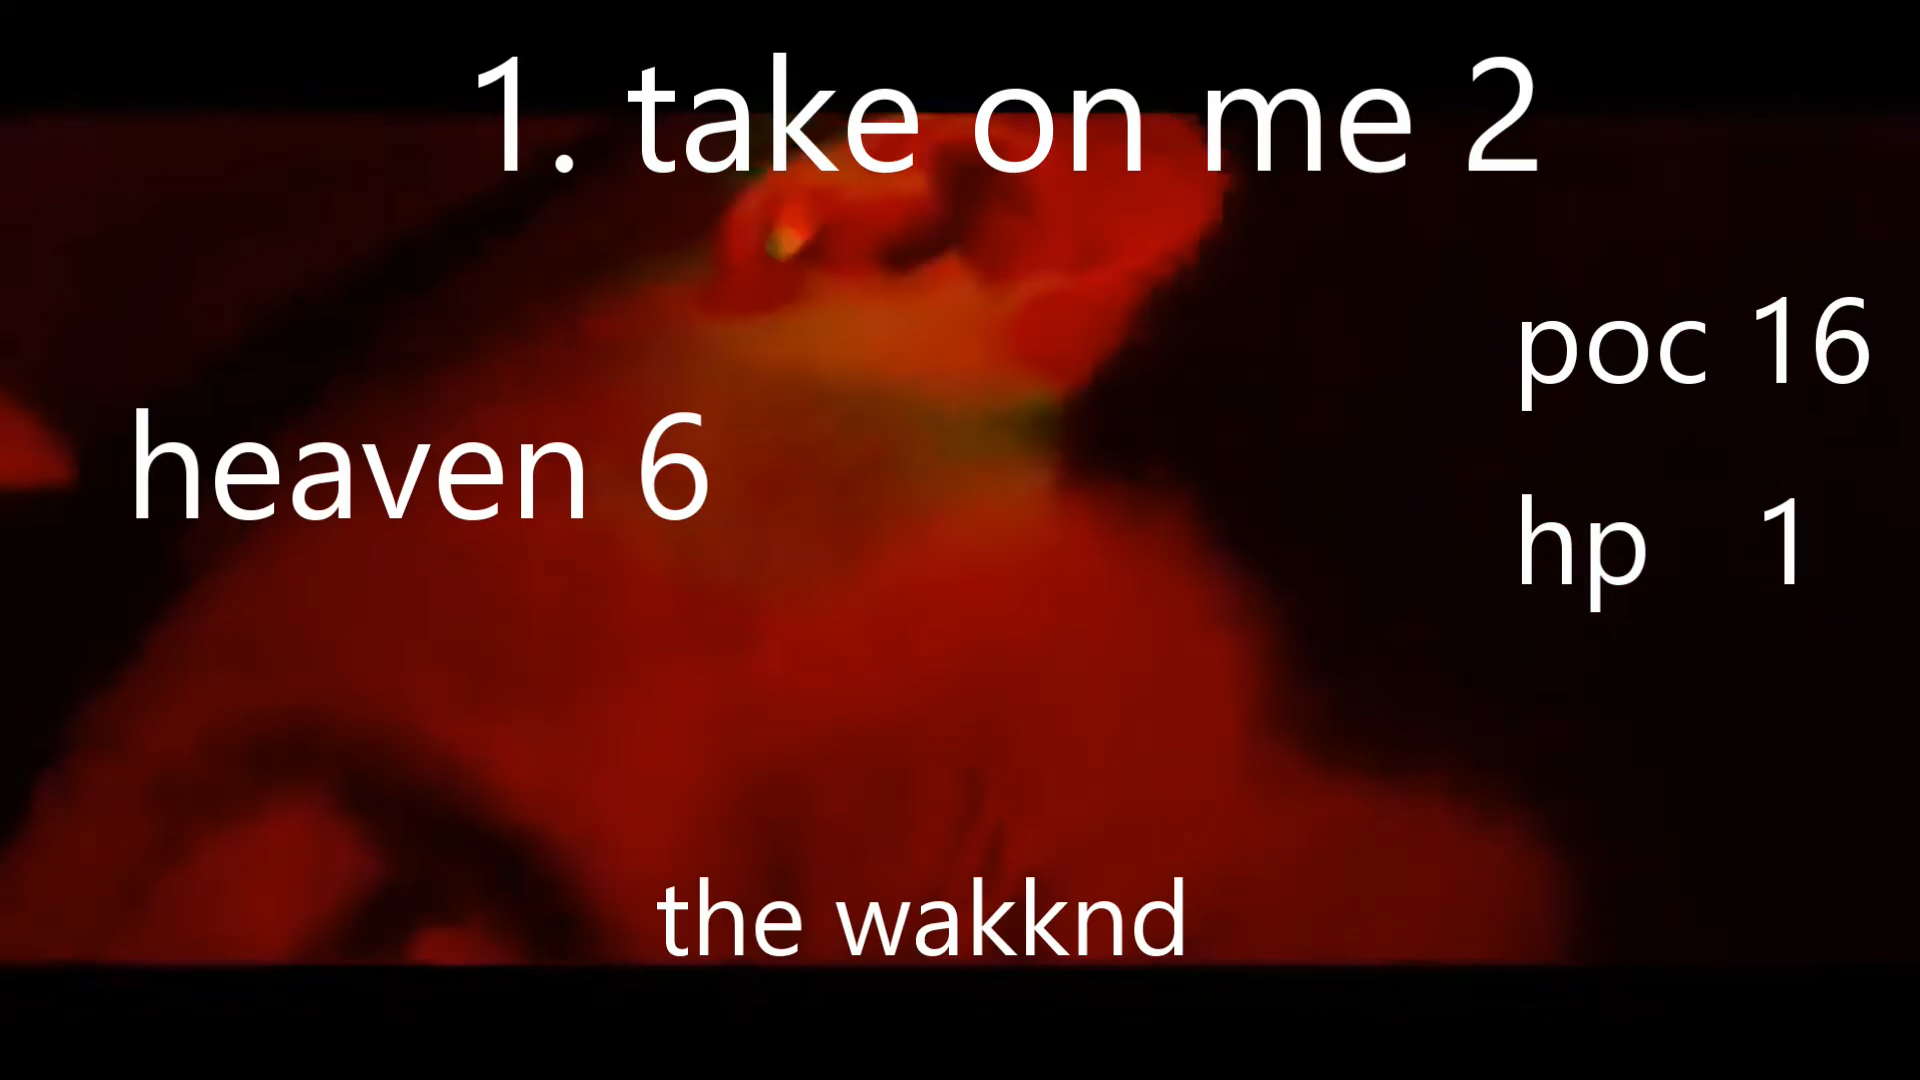 1. take on me 2
poc 16
heaven 6
hp 1
the wakknd